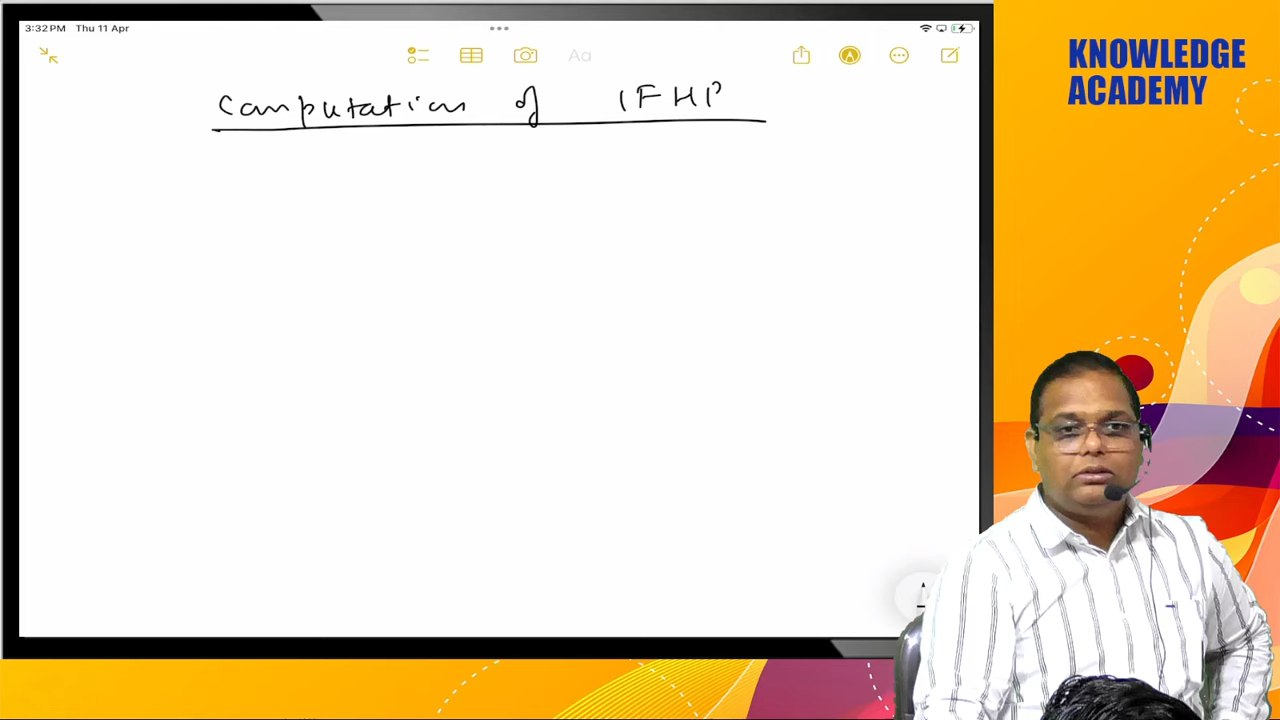 3:32 PM Thu 11 Apr
Aa
Computation of IFHP
KNOWLEDGE
ACADEMY